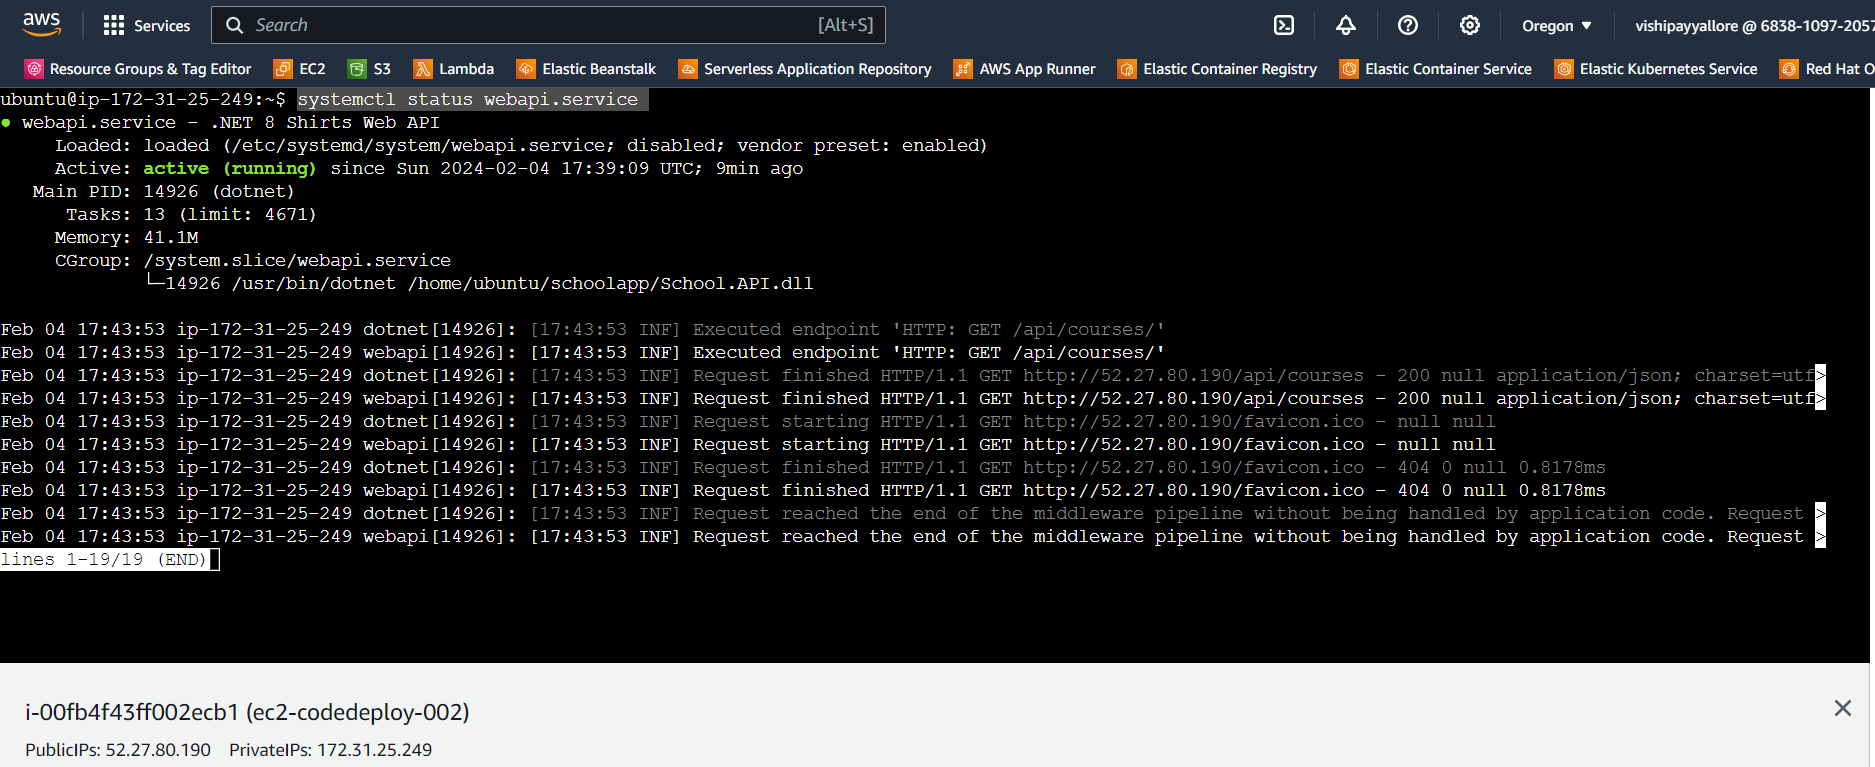 aws Services Search [Alt+S] Oregon ▼ vishipayyallore @ 6838-1097-2057
Resource Groups & Tag Editor EC2 S3 Lambda Elastic Beanstalk Serverless Application Repository AWS App Runner Elastic Container Registry Elastic Container Service Elastic Kubernetes Service Red Hat O
ubuntu@ip-172-31-25-249:~$ systemctl status webapi.service
● webapi.service - .NET 8 Shirts Web API
Loaded: loaded (/etc/systemd/system/webapi.service; disabled; vendor preset: enabled)
Active: active (running) since Sun 2024-02-04 17:39:09 UTC; 9min ago
Main PID: 14926 (dotnet)
Tasks: 13 (limit: 4671)
Memory: 41.1M
CGroup: /system.slice/webapi.service
└─14926 /usr/bin/dotnet /home/ubuntu/schoolapp/School.API.dll
Feb 04 17:43:53 ip-172-31-25-249 dotnet[14926]: [17:43:53 INF] Executed endpoint 'HTTP: GET /api/courses/'
Feb 04 17:43:53 ip-172-31-25-249 webapi[14926]: [17:43:53 INF] Executed endpoint 'HTTP: GET /api/courses/'
Feb 04 17:43:53 ip-172-31-25-249 dotnet[14926]: [17:43:53 INF] Request finished HTTP/1.1 GET http://52.27.80.190/api/courses - 200 null application/json; charset=utf>
Feb 04 17:43:53 ip-172-31-25-249 webapi[14926]: [17:43:53 INF] Request finished HTTP/1.1 GET http://52.27.80.190/api/courses - 200 null application/json; charset=utf>
Feb 04 17:43:53 ip-172-31-25-249 dotnet[14926]: [17:43:53 INF] Request starting HTTP/1.1 GET http://52.27.80.190/favicon.ico - null null
Feb 04 17:43:53 ip-172-31-25-249 webapi[14926]: [17:43:53 INF] Request starting HTTP/1.1 GET http://52.27.80.190/favicon.ico - null null
Feb 04 17:43:53 ip-172-31-25-249 dotnet[14926]: [17:43:53 INF] Request finished HTTP/1.1 GET http://52.27.80.190/favicon.ico - 404 0 null 0.8178ms
Feb 04 17:43:53 ip-172-31-25-249 webapi[14926]: [17:43:53 INF] Request finished HTTP/1.1 GET http://52.27.80.190/favicon.ico - 404 0 null 0.8178ms
Feb 04 17:43:53 ip-172-31-25-249 dotnet[14926]: [17:43:53 INF] Request reached the end of the middleware pipeline without being handled by application code. Request >
Feb 04 17:43:53 ip-172-31-25-249 webapi[14926]: [17:43:53 INF] Request reached the end of the middleware pipeline without being handled by application code. Request >
lines 1-19/19 (END)
i-00fb4f43ff002ecb1 (ec2-codedeploy-002)
PublicIPs: 52.27.80.190 PrivateIPs: 172.31.25.249